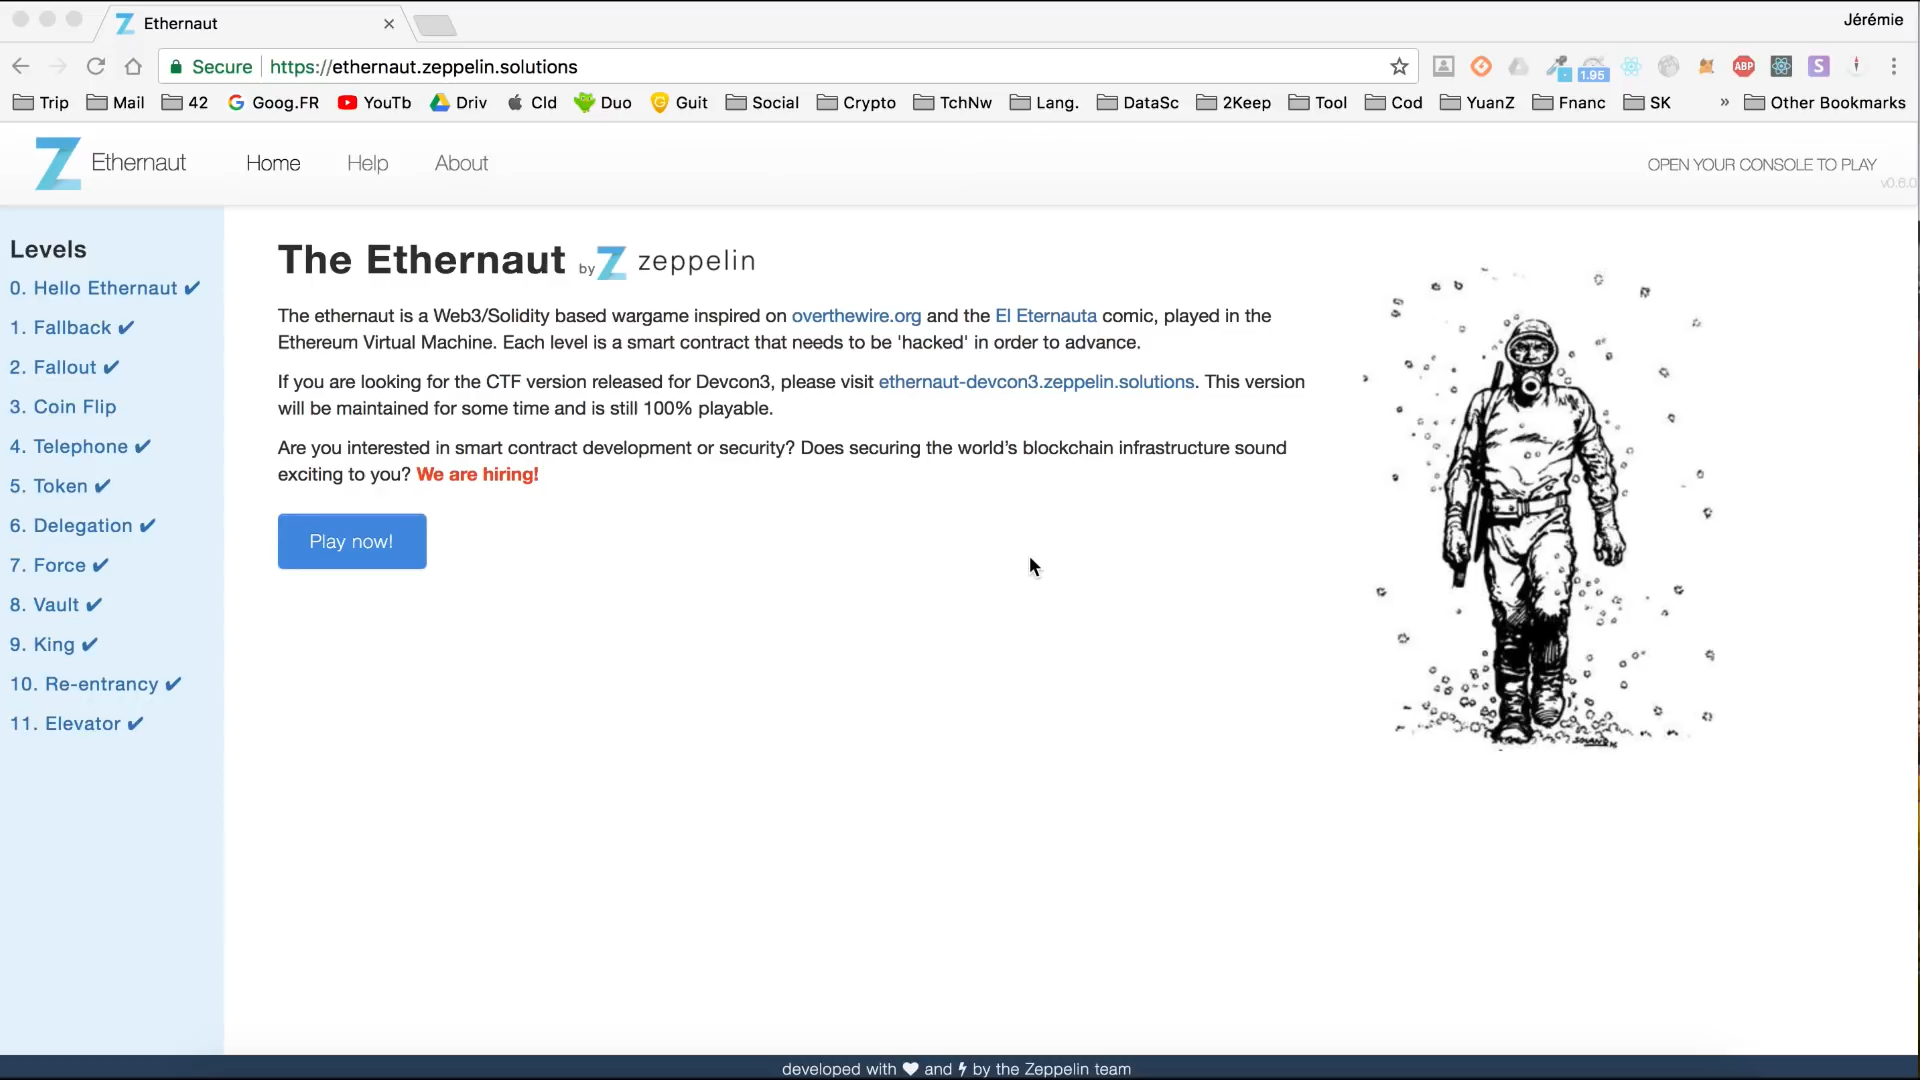 Ethernaut
Jérémie
Secure https://ethernaut.zeppelin.solutions
1.95
ABP
S
Trip Mail 42 Goog.FR YouTb Driv Cld Duo Guit Social Crypto TchNw Lang. DataSc 2Keep Tool Cod YuanZ Fnanc SK » Other Bookmarks
Ethernaut Home Help About OPEN YOUR CONSOLE TO PLAY
v0.6.0
Levels
0. Hello Ethernaut ✔
1. Fallback ✔
2. Fallout ✔
3. Coin Flip
4. Telephone ✔
5. Token ✔
6. Delegation ✔
7. Force ✔
8. Vault ✔
9. King ✔
10. Re-entrancy ✔
11. Elevator ✔
The Ethernaut by zeppelin
The ethernaut is a Web3/Solidity based wargame inspired on overthewire.org and the El Eternauta comic, played in the
Ethereum Virtual Machine. Each level is a smart contract that needs to be 'hacked' in order to advance.
If you are looking for the CTF version released for Devcon3, please visit ethernaut-devcon3.zeppelin.solutions. This version
will be maintained for some time and is still 100% playable.
Are you interested in smart contract development or security? Does securing the world’s blockchain infrastructure sound
exciting to you? We are hiring!
Play now!
developed with ♥ and ⚡ by the Zeppelin team